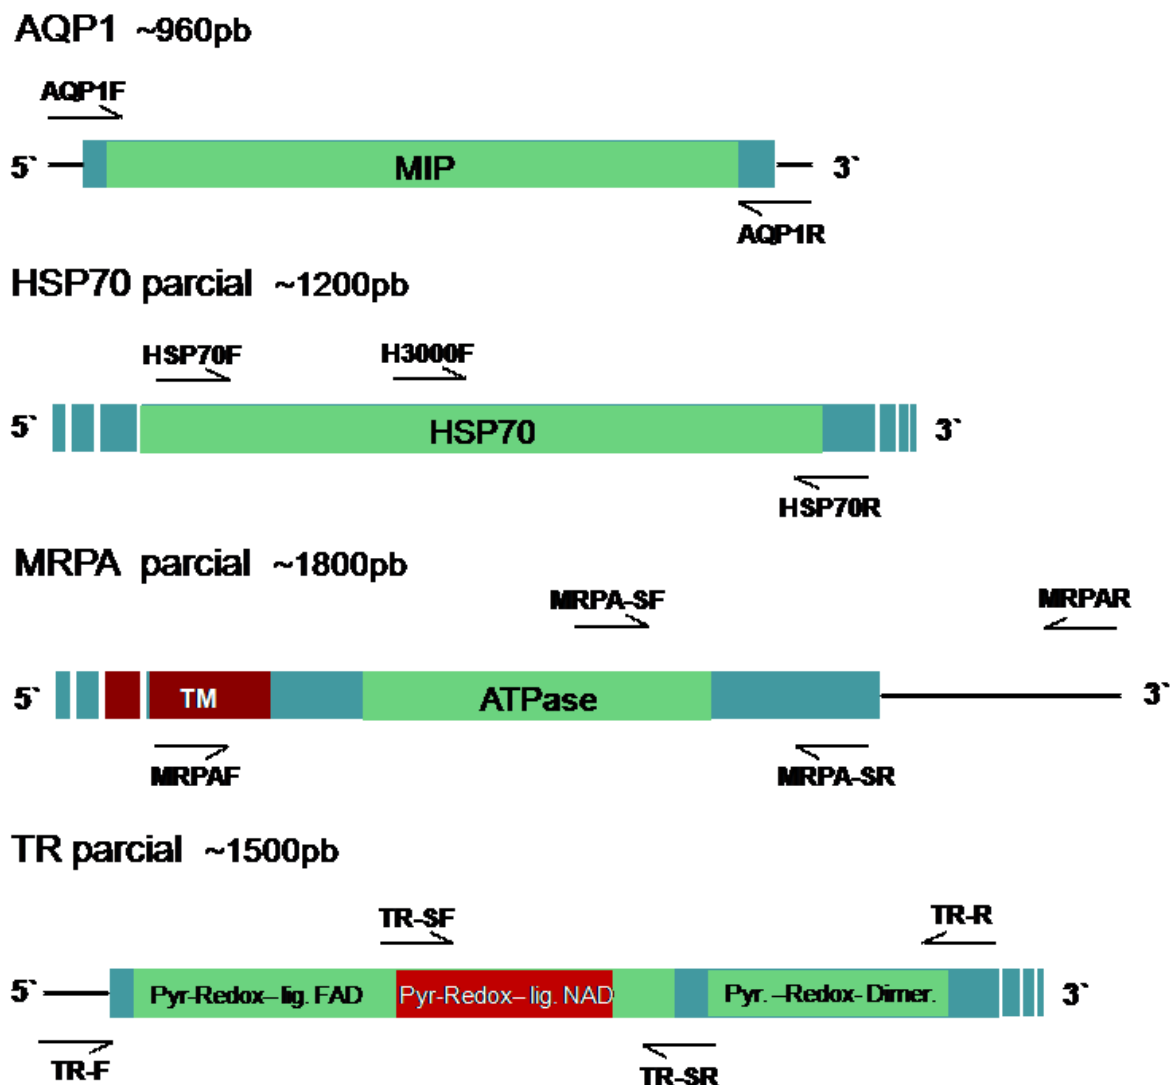 AQP1 ~960pb
AQP1F
5` MIP 3`
AQP1R
HSP70 parcial ~1200pb
HSP70F H3000F
5` HSP70 3`
HSP70R
MRPA parcial ~1800pb
MRPA-SF MRPAR
5` TM ATPase 3`
MRPAF MRPA-SR
TR parcial ~1500pb
TR-SF TR-R
5` Pyr-Redox-lig. FAD Pyr-Redox-lig. NAD Pyr.-Redox-Dimer. 3`
TR-F TR-SR